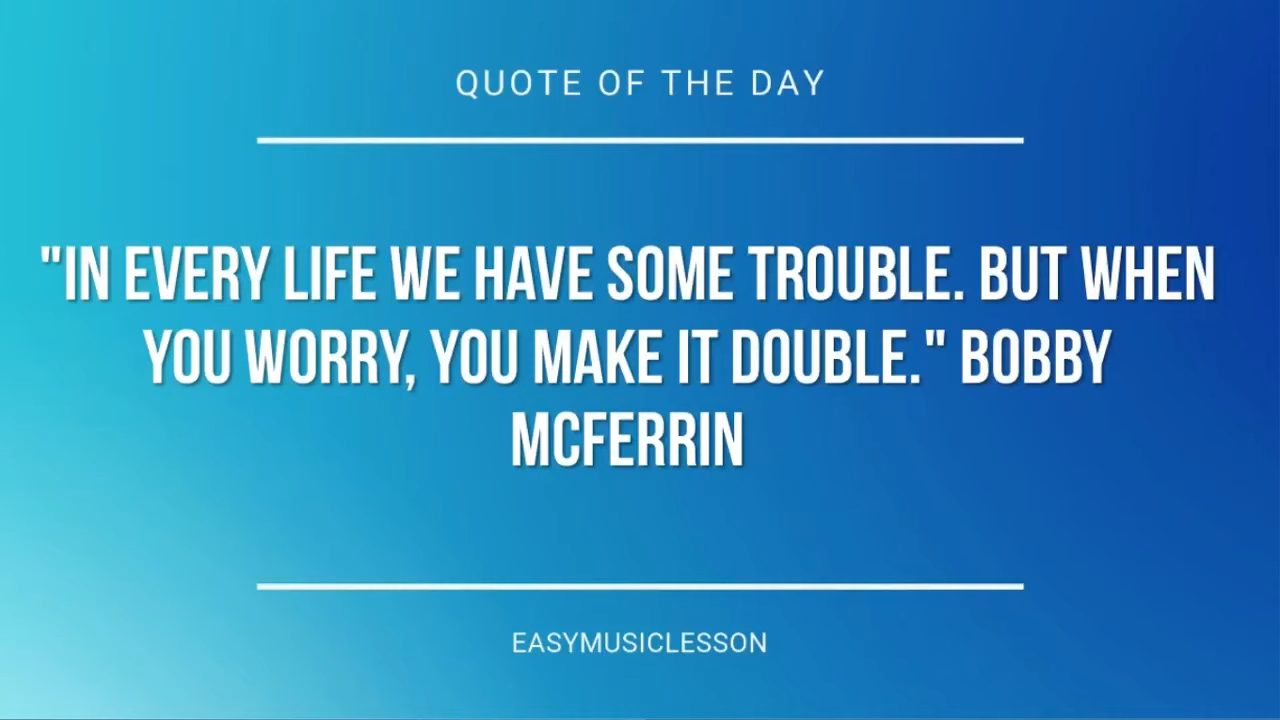 QUOTE OF THE DAY
"IN EVERY LIFE WE HAVE SOME TROUBLE. BUT WHEN
YOU WORRY, YOU MAKE IT DOUBLE." BOBBY
MCFERRIN
EASYMUSICLESSON